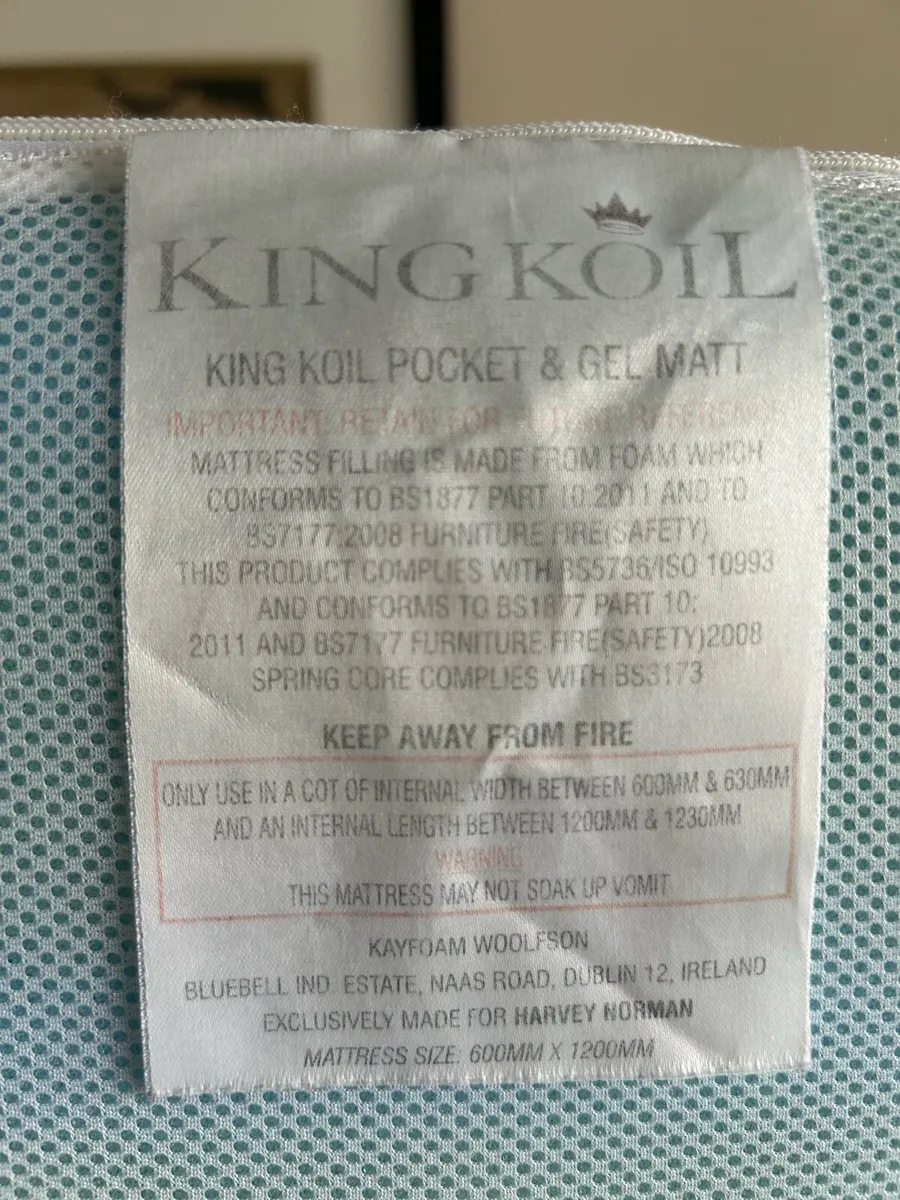 KING KOIL
KING KOIL POCKET & GEL MATT
IMPORTANT: RETAIN FOR
MATTRESS FILLING IS MADE FROM FOAM WHICH
CONFORMS TO BS1877 PART 10:2011 AND TO
BS7177:2008 FURNITURE FIRE(SAFETY)
THIS PRODUCT COMPLIES WITH BS5736/ISO 10993
AND CONFORMS TO BS1877 PART 10:
2011 AND BS7177 FURNITURE FIRE(SAFETY)2008
SPRING CORE COMPLIES WITH BS3173
KEEP AWAY FROM FIRE
ONLY USE IN A COT OF INTERNAL WIDTH BETWEEN 600MM & 630MM
AND AN INTERNAL LENGTH BETWEEN 1200MM & 1230MM
WARNING
THIS MATTRESS MAY NOT SOAK UP VOMIT
KAYFOAM WOOLFSON
BLUEBELL IND. ESTATE, NAAS ROAD, DUBLIN 12, IRELAND
EXCLUSIVELY MADE FOR HARVEY NORMAN
MATTRESS SIZE: 600MM X 1200MM